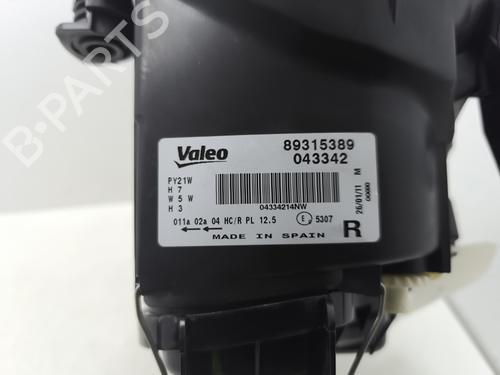 Valeo
89315389
043342
PY21W
H 7
W 5 W
H 3
04334214NW
26/01/11 M
00000
011a 02a 04 HC/R PL 12.5 E 5307
R
MADE IN SPAIN
B-PARTS